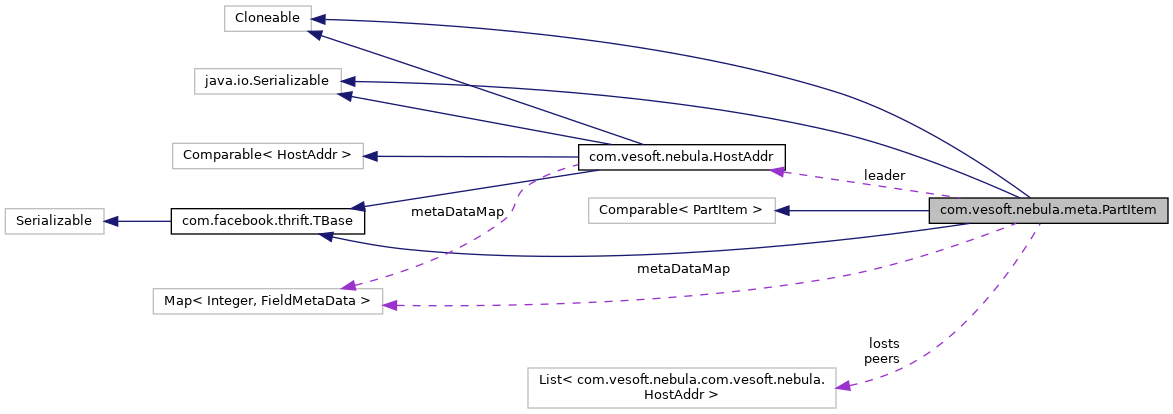 Cloneable
java.io.Serializable
Comparable< HostAddr >
com.vesoft.nebula.HostAddr
leader
Serializable
com.facebook.thrift.TBase
metaDataMap
Comparable< PartItem >
com.vesoft.nebula.meta.PartItem
metaDataMap
Map< Integer, FieldMetaData >
losts
peers
List< com.vesoft.nebula.com.vesoft.nebula.
HostAddr >